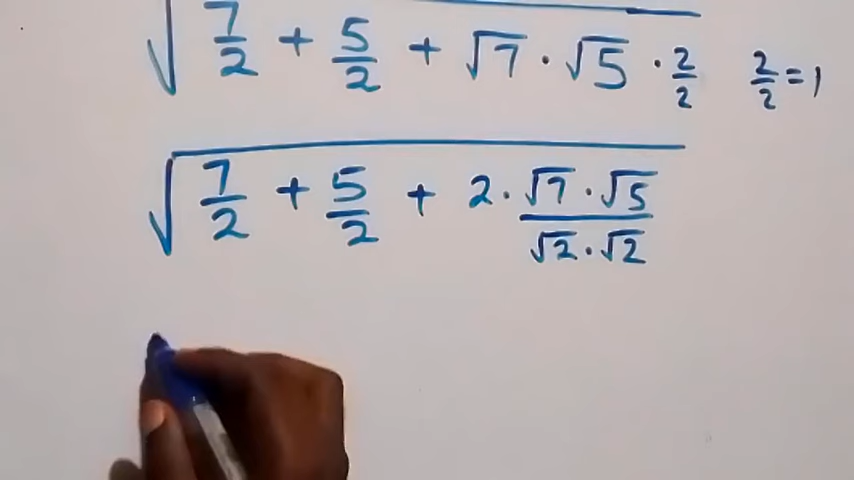 √(7/2 + 5/2 + √7 · √5 · 2/2) 2/2 = 1
√(7/2 + 5/2 + 2 · (√7 · √5)/(√2 · √2))